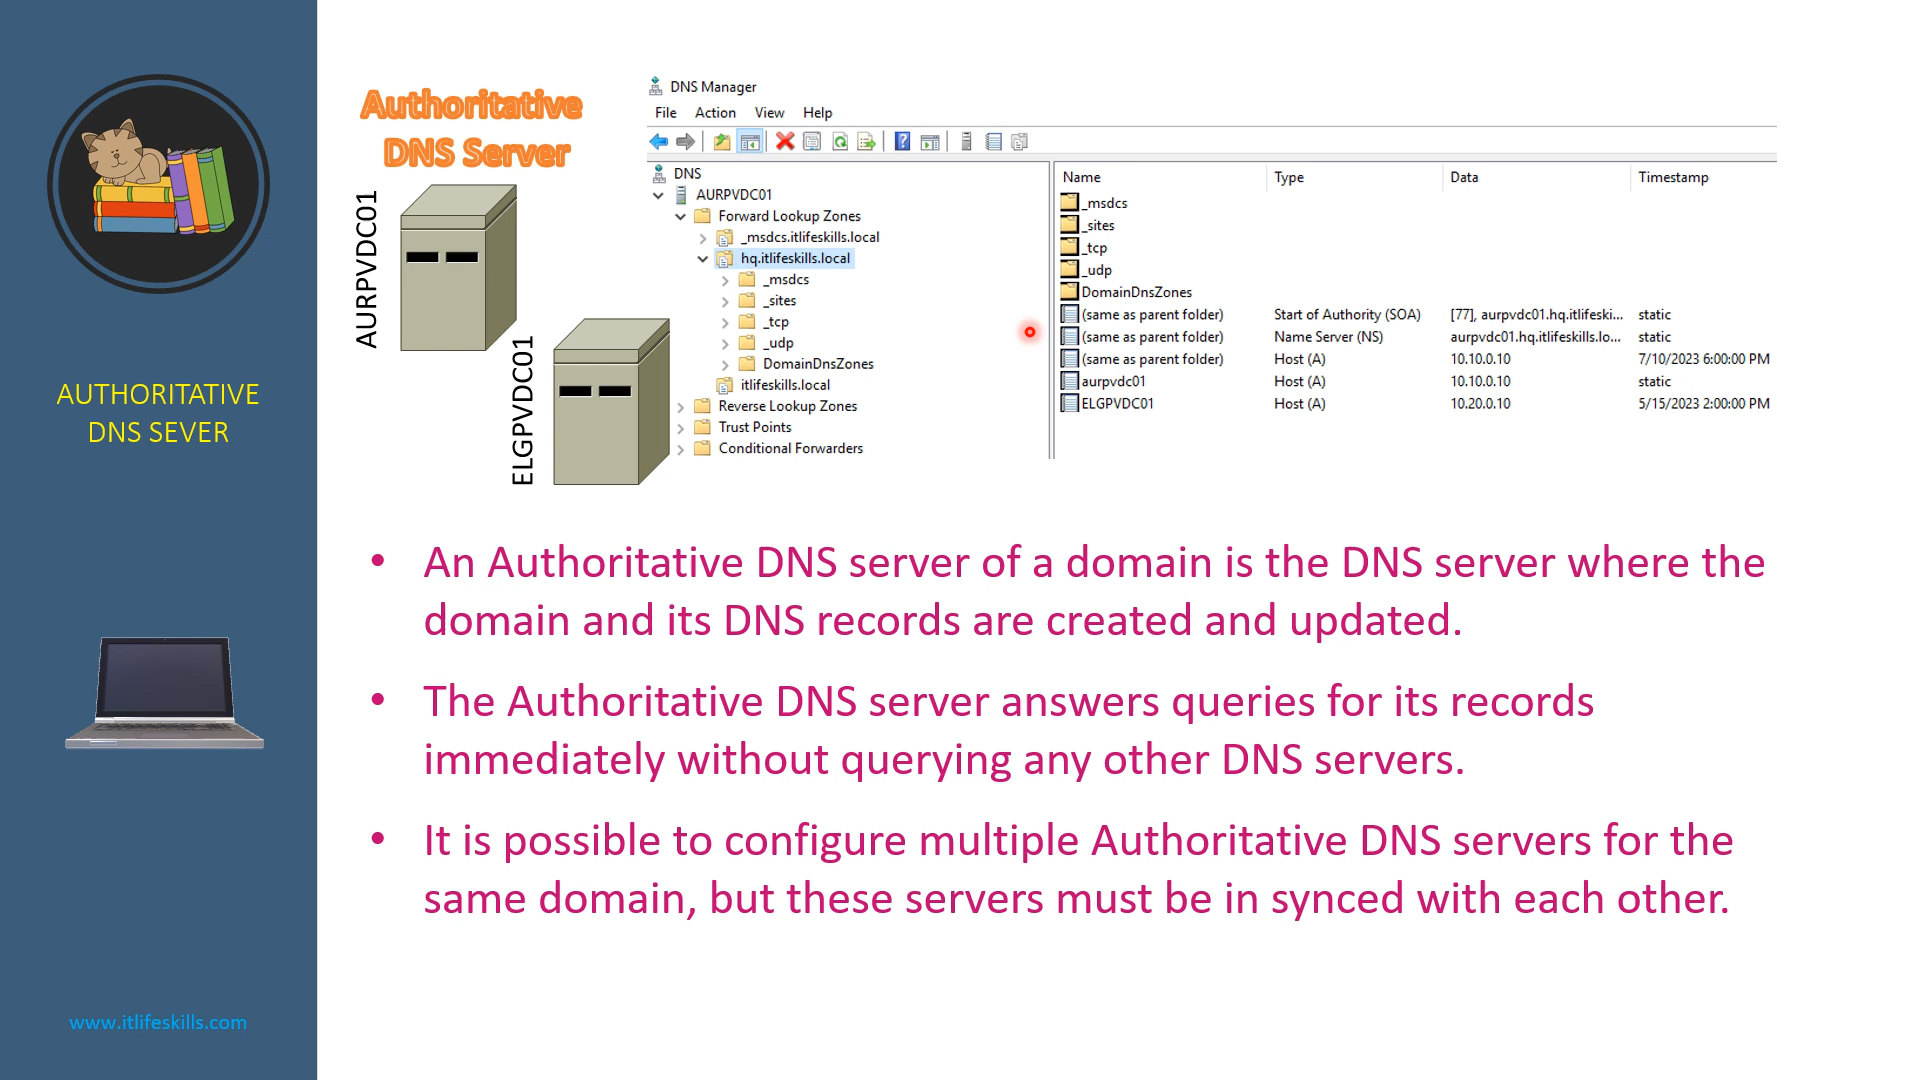 AUTHORITATIVE
DNS SEVER
www.itlifeskills.com
Authoritative
DNS Server
AURPVDC01
ELGPVDC01
DNS Manager
File Action View Help
DNS
AURPVDC01
Forward Lookup Zones
_msdcs.itlifeskills.local
hq.itlifeskills.local
_msdcs
_sites
_tcp
_udp
DomainDnsZones
itlifeskills.local
Reverse Lookup Zones
Trust Points
Conditional Forwarders
Name Type Data Timestamp
_msdcs
_sites
_tcp
_udp
DomainDnsZones
(same as parent folder) Start of Authority (SOA) [77], aurpvdc01.hq.itlifeski... static
(same as parent folder) Name Server (NS) aurpvdc01.hq.itlifeskills.lo... static
(same as parent folder) Host (A) 10.10.0.10 7/10/2023 6:00:00 PM
aurpvdc01 Host (A) 10.10.0.10 static
ELGPVDC01 Host (A) 10.20.0.10 5/15/2023 2:00:00 PM
• An Authoritative DNS server of a domain is the DNS server where the
domain and its DNS records are created and updated.
• The Authoritative DNS server answers queries for its records
immediately without querying any other DNS servers.
• It is possible to configure multiple Authoritative DNS servers for the
same domain, but these servers must be in synced with each other.